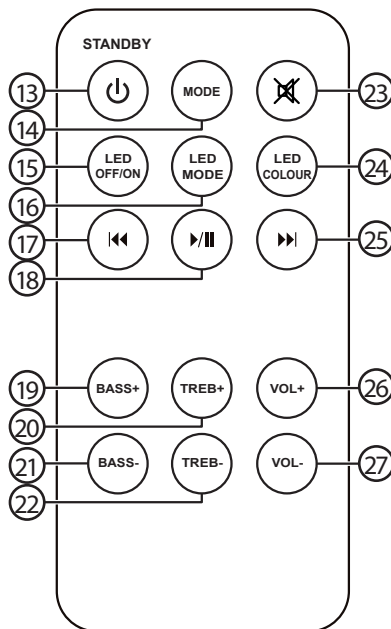 STANDBY
13
MODE
23
14
15
LED
OFF/ON
LED
MODE
LED
COLOUR
24
16
17
25
18
19
BASS+
TREB+
VOL+
26
20
21
BASS-
TREB-
VOL-
27
22